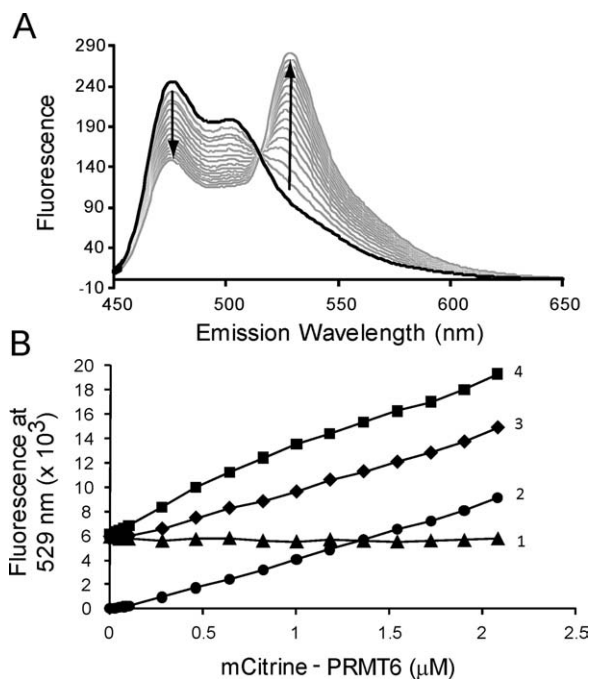 A
290
240
190
140
90
40
-10
Fluorescence
450 500 550 600 650
Emission Wavelength (nm)
B
20
18
16
14
12
10
8
6
4
2
0
Fluorescence at
529 nm (x 10³)
4
3
2
1
0 0.5 1 1.5 2 2.5
mCitrine - PRMT6 (μM)